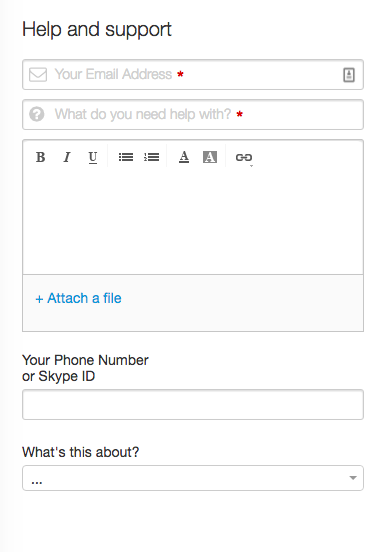 Help and support
Your Email Address *
? What do you need help with? *
B I U A A
+ Attach a file
Your Phone Number
or Skype ID
What's this about?
...